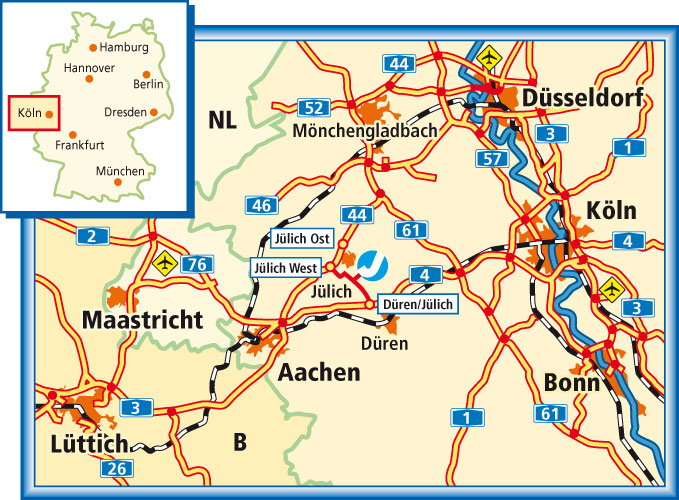 Hamburg
Hannover
Berlin
Köln
Dresden
Frankfurt
München
44
Düsseldorf
52
NL
Mönchengladbach
3
1
57
46
44
Köln
2
61
Jülich Ost
4
76
Jülich West
4
Jülich
Düren/Jülich
3
Maastricht
Düren
Aachen
Bonn
3
1
61
Lüttich
B
26